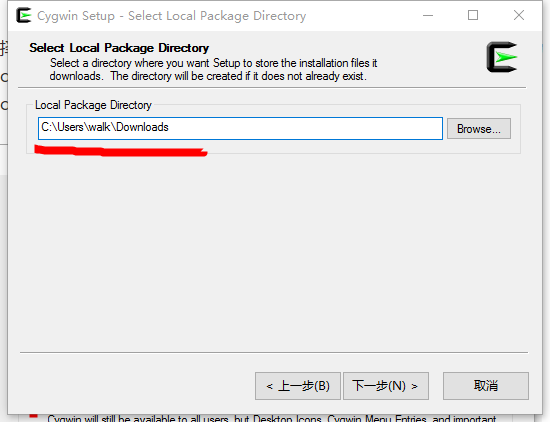 Cygwin Setup - Select Local Package Directory
Select Local Package Directory
Select a directory where you want Setup to store the installation files it
downloads. The directory will be created if it does not already exist.
Local Package Directory
C:\Users\walk\Downloads
Browse...
< 上一步(B)
下一步(N) >
取消
Cygwin will still be available to all users, but Desktop Icons, Cygwin Menu Entries, and important